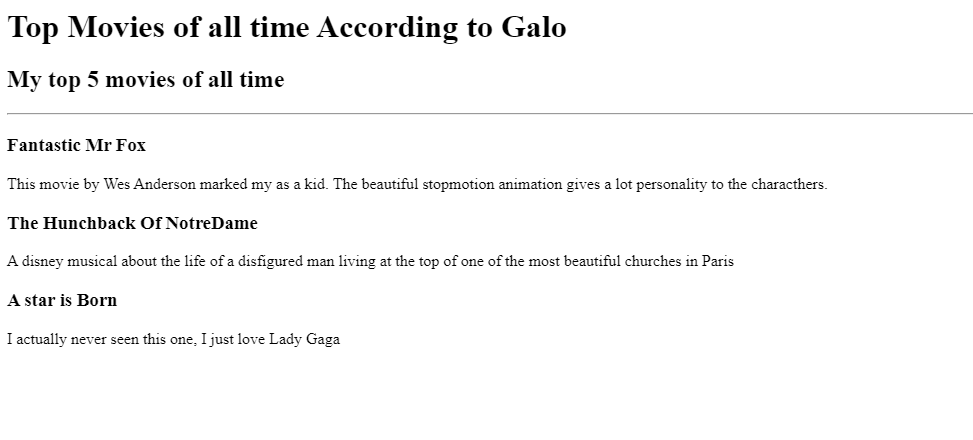 Top Movies of all time According to Galo
My top 5 movies of all time
Fantastic Mr Fox
This movie by Wes Anderson marked my as a kid. The beautiful stopmotion animation gives a lot personality to the characthers.
The Hunchback Of NotreDame
A disney musical about the life of a disfigured man living at the top of one of the most beautiful churches in Paris
A star is Born
I actually never seen this one, I just love Lady Gaga